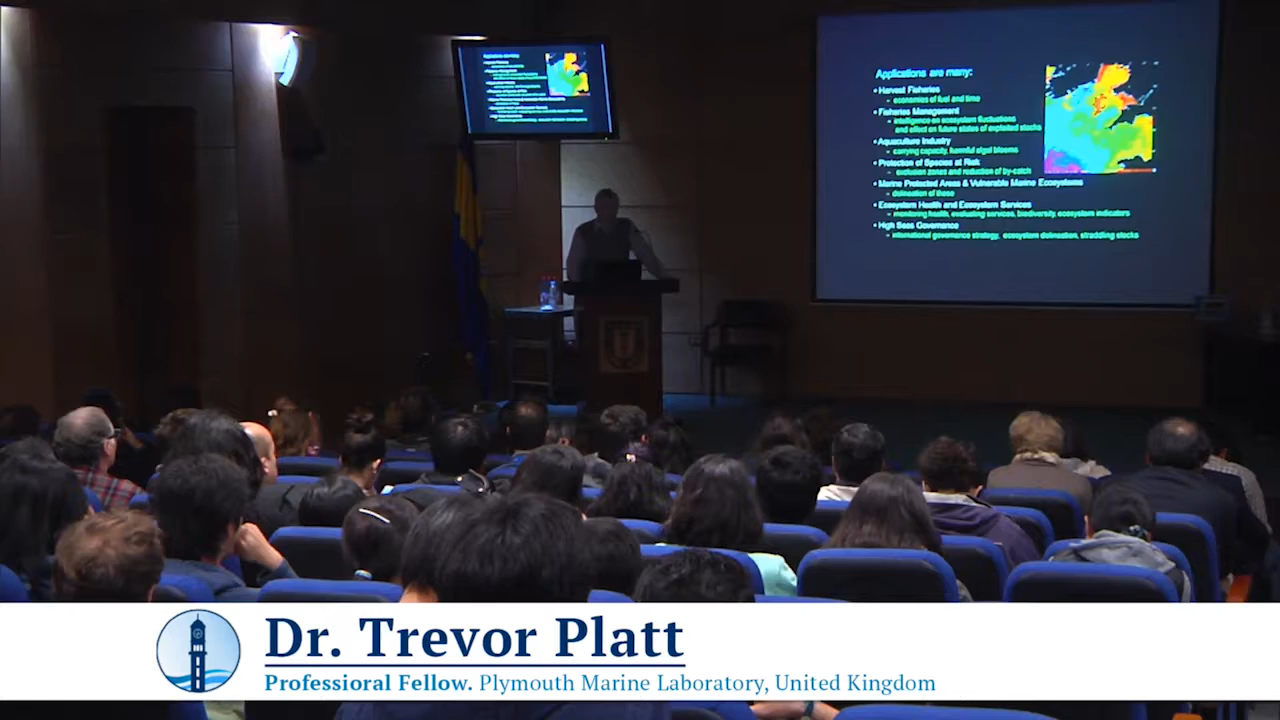 Applications are many:
• Harvest Fisheries
- economics of fuel and time
• Fisheries Management
- intelligence on ecosystem fluctuations
and effect on future states of exploited stocks
• Aquaculture Industry
- carrying capacity, harmful algal blooms
• Protection of Species at Risk
- exclusion zones and reduction of by-catch
• Marine Protected Areas & Vulnerable Marine Ecosystems
- delineation of these
• Ecosystem Health and Ecosystem Services
- monitoring health, evaluating services, biodiversity, ecosystem indicators
• High Seas Governance
- international governance strategy, ecosystem delineation, straddling stocks
Dr. Trevor Platt
Professional Fellow. Plymouth Marine Laboratory, United Kingdom